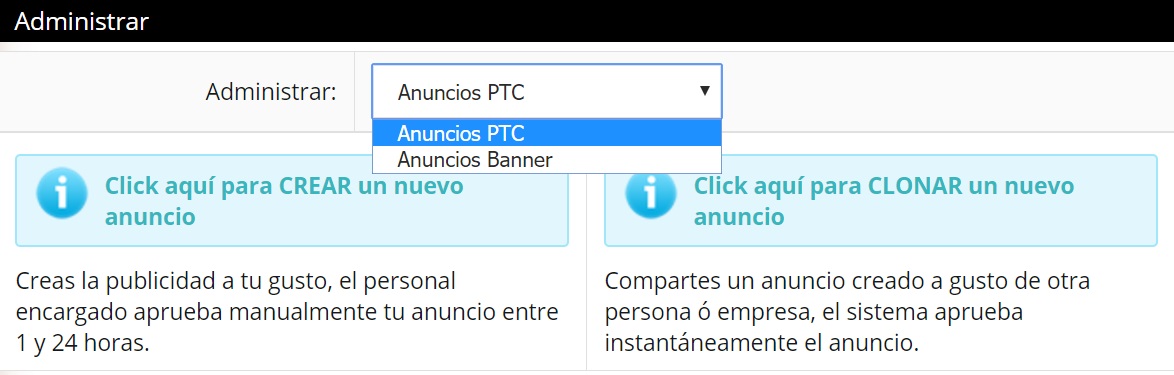 Administrar
Administrar:
Anuncios PTC
Anuncios PTC
Anuncios Banner
Click aquí para CREAR un nuevo
anuncio
Creas la publicidad a tu gusto, el personal
encargado aprueba manualmente tu anuncio entre
1 y 24 horas.
Click aquí para CLONAR un nuevo
anuncio
Compartes un anuncio creado a gusto de otra
persona ó empresa, el sistema aprueba
instantáneamente el anuncio.